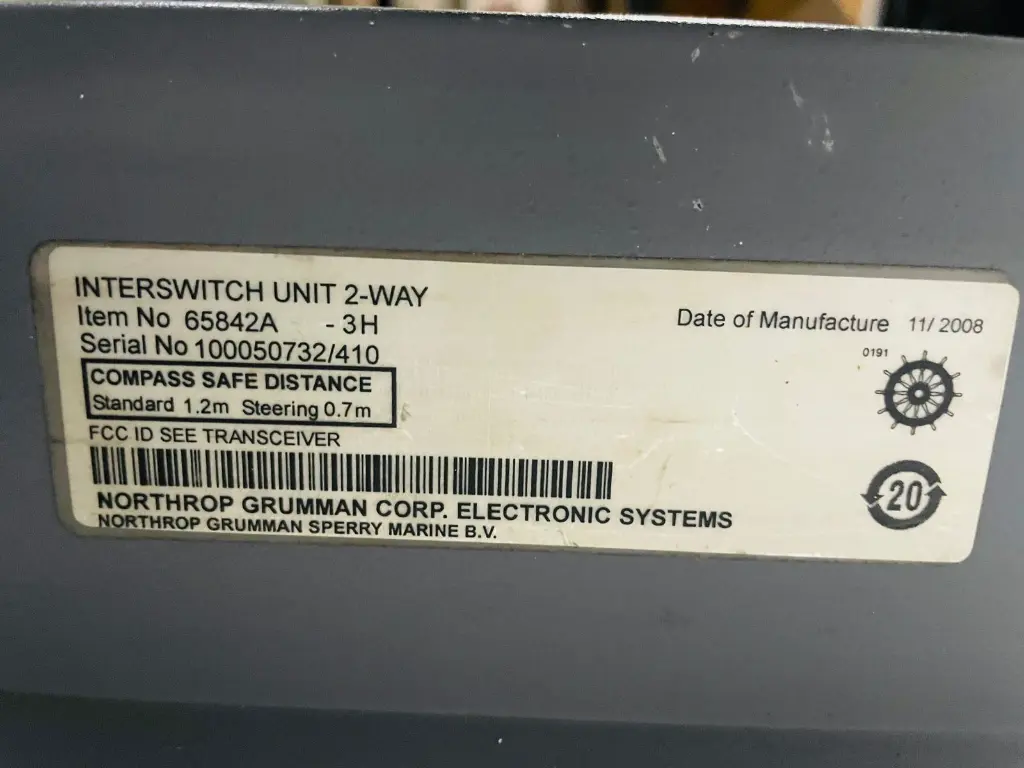 INTERSWITCH UNIT 2-WAY
Item No 65842A - 3H
Serial No 100050732/410
Date of Manufacture 11/2008
0191
COMPASS SAFE DISTANCE
Standard 1.2m Steering 0.7m
FCC ID SEE TRANSCEIVER
20
NORTHROP GRUMMAN CORP. ELECTRONIC SYSTEMS
NORTHROP GRUMMAN SPERRY MARINE B.V.